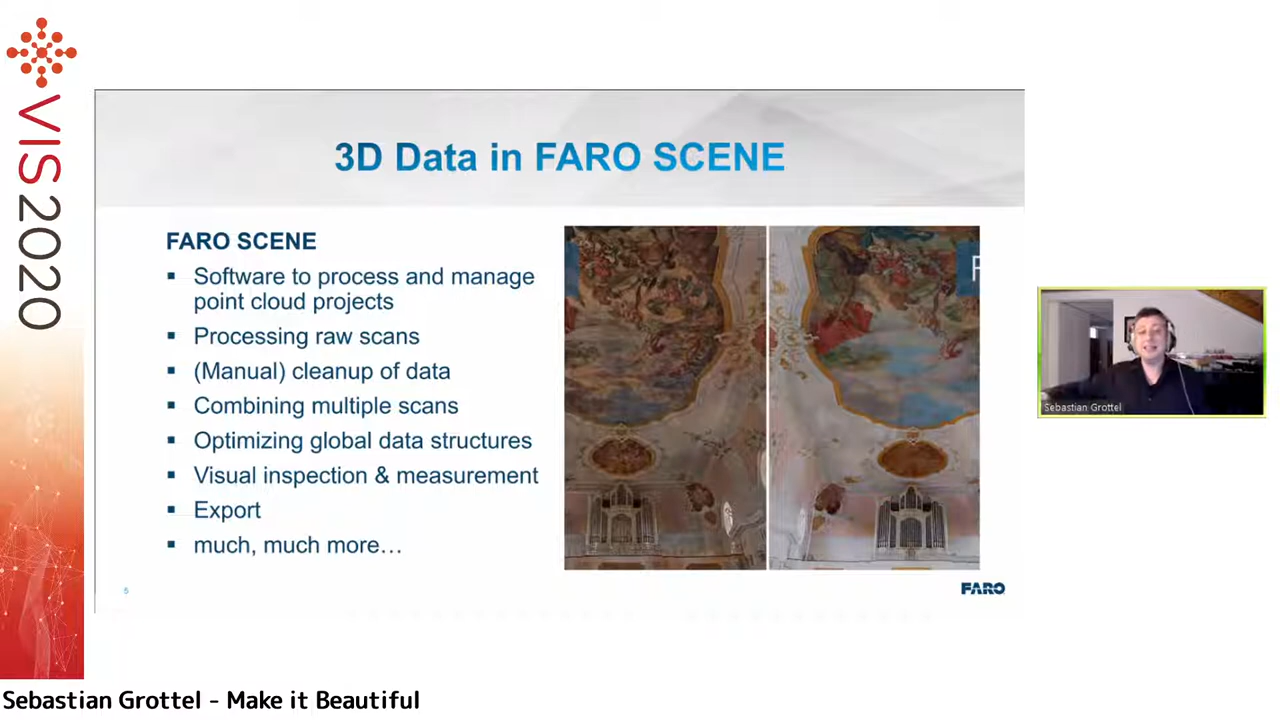 VIS2020
3D Data in FARO SCENE
FARO SCENE
▪ Software to process and manage
point cloud projects
▪ Processing raw scans
▪ (Manual) cleanup of data
▪ Combining multiple scans
▪ Optimizing global data structures
▪ Visual inspection & measurement
▪ Export
▪ much, much more…
F
5
FARO
Sebastian Grottel
Sebastian Grottel - Make it Beautiful